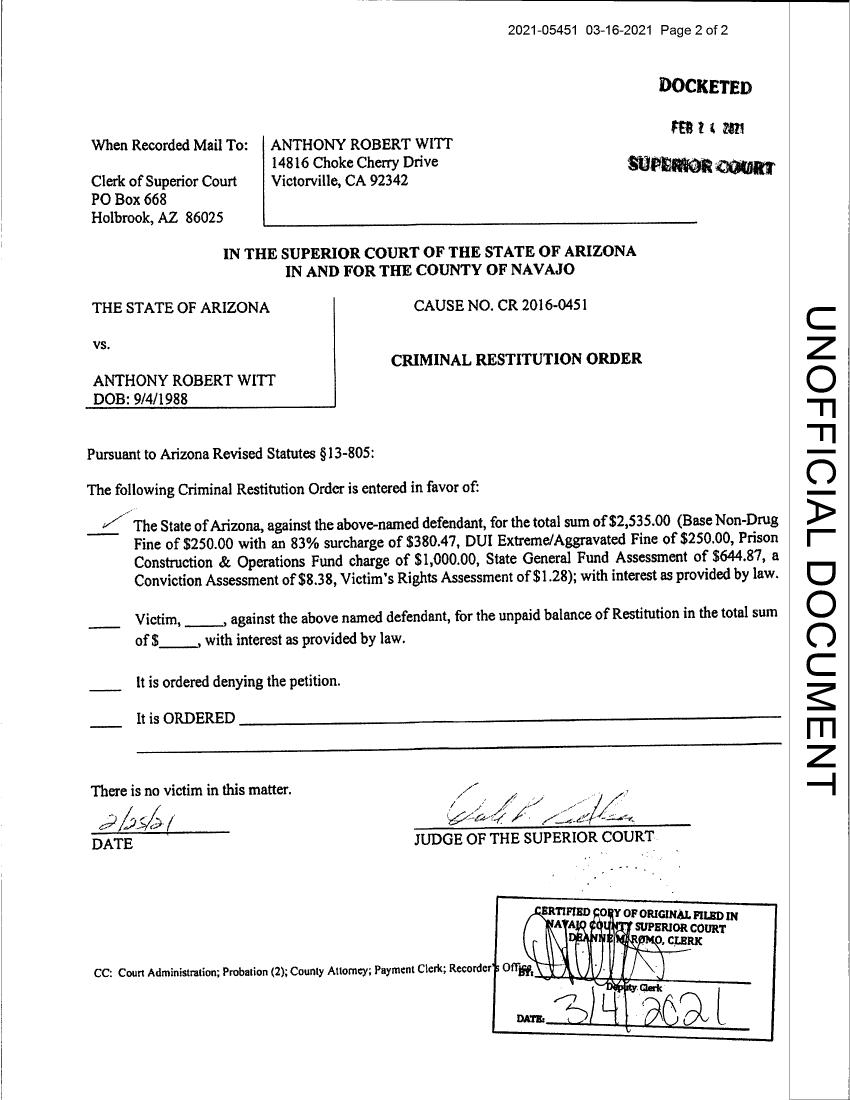 2021-05451 03-16-2021 Page 2 of 2
DOCKETED
FEB 2 4 2021
SUPERIOR COURT
When Recorded Mail To:
Clerk of Superior Court
PO Box 668
Holbrook, AZ 86025
ANTHONY ROBERT WITT
14816 Choke Cherry Drive
Victorville, CA 92342
IN THE SUPERIOR COURT OF THE STATE OF ARIZONA
IN AND FOR THE COUNTY OF NAVAJO
THE STATE OF ARIZONA
vs.
ANTHONY ROBERT WITT
DOB: 9/4/1988
CAUSE NO. CR 2016-0451
CRIMINAL RESTITUTION ORDER
Pursuant to Arizona Revised Statutes §13-805:
The following Criminal Restitution Order is entered in favor of:
The State of Arizona, against the above-named defendant, for the total sum of $2,535.00 (Base Non-Drug
Fine of $250.00 with an 83% surcharge of $380.47, DUI Extreme/Aggravated Fine of $250.00, Prison
Construction & Operations Fund charge of $1,000.00, State General Fund Assessment of $644.87, a
Conviction Assessment of $8.38, Victim's Rights Assessment of $1.28); with interest as provided by law.
Victim, _____, against the above named defendant, for the unpaid balance of Restitution in the total sum
of $_____, with interest as provided by law.
It is ordered denying the petition.
It is ORDERED
There is no victim in this matter.
2/25/21
DATE
JUDGE OF THE SUPERIOR COURT
CERTIFIED COPY OF ORIGINAL FILED IN
NAVAJO COUNTY SUPERIOR COURT
DEANNE M. ROMO, CLERK
BY:
Deputy Clerk
DATE: 3/4/2021
CC: Court Administration; Probation (2); County Attorney; Payment Clerk; Recorder's Office
UNOFFICIAL DOCUMENT